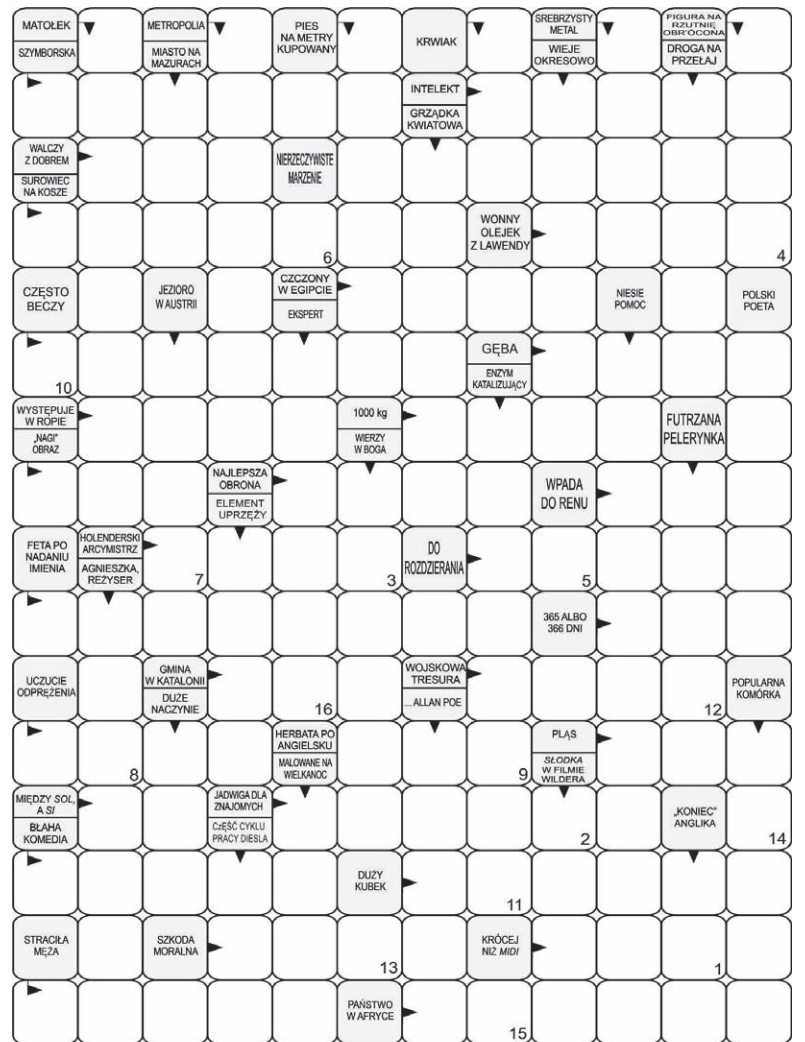 MATOŁEK
SZYMBORSKA
METROPOLIA
MIASTO NA
MAZURACH
PIES
NA METRY
KUPOWANY
KRWIAK
SREBRZYSTY
METAL
WIEJE
OKRESOWO
FIGURA NA
RZUTNIĘ
OBRÓCONA
DROGA NA
PRZEŁAJ
INTELEKT
GRZĄDKA
KWIATOWA
WALCZY
Z DOBREM
SUROWIEC
NA KOSZE
NIERZECZYWISTE
MARZENIE
6
WONNY
OLEJEK
Z LAWENDY
4
CZĘSTO
BECZY
JEZIORO
W AUSTRII
CZCZONY
W EGIPCIE
EKSPERT
NIESIE
POMOC
POLSKI
POETA
10
GĘBA
ENZYM
KATALIZUJĄCY
WYSTĘPUJE
W ROPIE
„NAGI"
OBRAZ
1000 kg
WIERZY
W BOGA
FUTRZANA
PELERYNKA
NAJLEPSZA
OBRONA
ELEMENT
UPRZĘŻY
WPADA
DO RENU
FETA PO
NADANIU
IMIENIA
HOLENDERSKI
ARCYMISTRZ
AGNIESZKA,
REŻYSER
7
3
DO
ROZDZIERANIA
5
365 ALBO
366 DNI
UCZUCIE
ODPRĘŻENIA
GMINA
W KATALONII
DUŻE
NACZYNIE
16
WOJSKOWA
TRESURA
... ALLAN POE
12
POPULARNA
KOMÓRKA
8
HERBATA PO
ANGIELSKU
MALOWANE NA
WIELKANOC
9
PLĄS
SŁODKA
W FILMIE
WILDERA
MIĘDZY SOL,
A SI
BŁAHA
KOMEDIA
JADWIGA DLA
ZNAJOMYCH
CzĘŚĆ CYKLU
PRACY DIESLA
2
„KONIEC"
ANGLIKA
14
DUŻY
KUBEK
11
STRACIŁA
MĘŻA
SZKODA
MORALNA
13
KRÓCEJ
NIŻ MIDI
1
PAŃSTWO
W AFRYCE
15